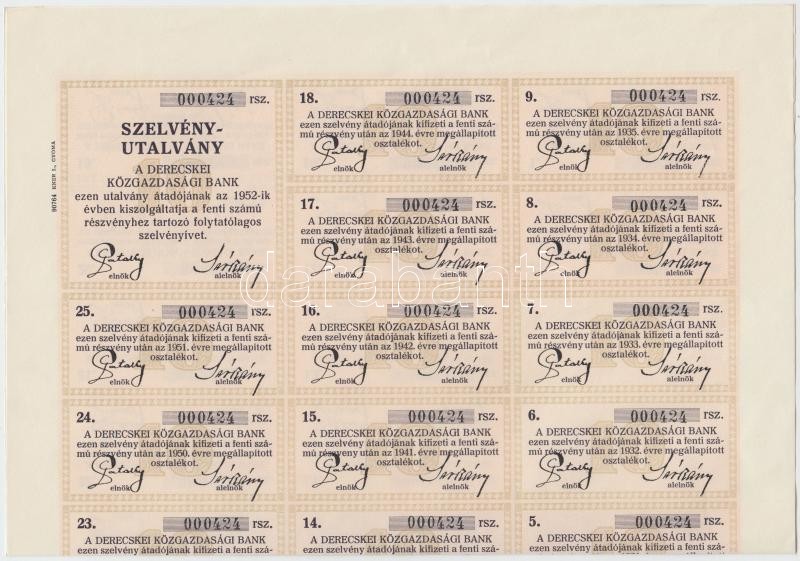 000424 rsz.
SZELVÉNY-
UTALVÁNY
A DERECSKEI
KÖZGAZDASÁGI BANK
ezen utalvány átadójának az 1952-ik
évben kiszolgáltatja a fenti számú
részvényhez tartozó folytatólagos
szelvényívet.
elnök alelnök
25. 000424 rsz.
A DERECSKEI KÖZGAZDASÁGI BANK
ezen szelvény átadójának kifizeti a fenti szá-
mú részvény után az 1951. évre megállapított
osztalékot.
elnök alelnök
24. 000424 rsz.
A DERECSKEI KÖZGAZDASÁGI BANK
ezen szelvény átadójának kifizeti a fenti szá-
mú részvény után az 1950. évre megállapított
osztalékot.
elnök alelnök
23. 000424 rsz.
A DERECSKEI KÖZGAZDASÁGI BANK
ezen szelvény átadójának kifizeti a fenti szá-
18. 000424 rsz.
A DERECSKEI KÖZGAZDASÁGI BANK
ezen szelvény átadójának kifizeti a fenti szá-
mú részvény után az 1944. évre megállapított
osztalékot.
elnök alelnök
17. 000424 rsz.
A DERECSKEI KÖZGAZDASÁGI BANK
ezen szelvény átadójának kifizeti a fenti szá-
mú részvény után az 1943. évre megállapított
osztalékot.
elnök alelnök
16. 000424 rsz.
A DERECSKEI KÖZGAZDASÁGI BANK
ezen szelvény átadójának kifizeti a fenti szá-
mú részvény után az 1942. évre megállapított
osztalékot.
elnök alelnök
15. 000424 rsz.
A DERECSKEI KÖZGAZDASÁGI BANK
ezen szelvény átadójának kifizeti a fenti szá-
mú részvény után az 1941. évre megállapított
osztalékot.
elnök alelnök
14. 000424 rsz.
A DERECSKEI KÖZGAZDASÁGI BANK
ezen szelvény átadójának kifizeti a fenti szá-
9. 000424 rsz.
A DERECSKEI KÖZGAZDASÁGI BANK
ezen szelvény átadójának kifizeti a fenti szá-
mú részvény után az 1935. évre megállapított
osztalékot.
elnök alelnök
8. 000424 rsz.
A DERECSKEI KÖZGAZDASÁGI BANK
ezen szelvény átadójának kifizeti a fenti szá-
mú részvény után az 1934. évre megállapított
osztalékot.
elnök alelnök
7. 000424 rsz.
A DERECSKEI KÖZGAZDASÁGI BANK
ezen szelvény átadójának kifizeti a fenti szá-
mú részvény után az 1933. évre megállapított
osztalékot.
elnök alelnök
6. 000424 rsz.
A DERECSKEI KÖZGAZDASÁGI BANK
ezen szelvény átadójának kifizeti a fenti szá-
mú részvény után az 1932. évre megállapított
osztalékot.
elnök alelnök
5. 000424 rsz.
A DERECSKEI KÖZGAZDASÁGI BANK
ezen szelvény átadójának kifizeti a fenti szá-
90764 KNER I., GYOMA
darabanth